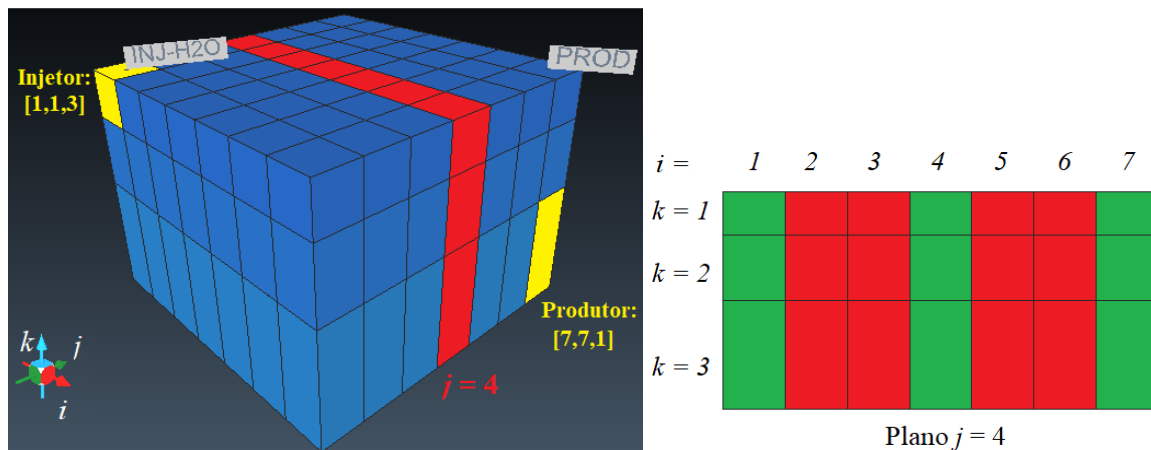 INJ-H2O
PROD
Injetor:
[1,1,3]
Produtor:
[7,7,1]
j = 4
k
j
i
i = 1 2 3 4 5 6 7
k = 1
k = 2
k = 3
Plano j = 4